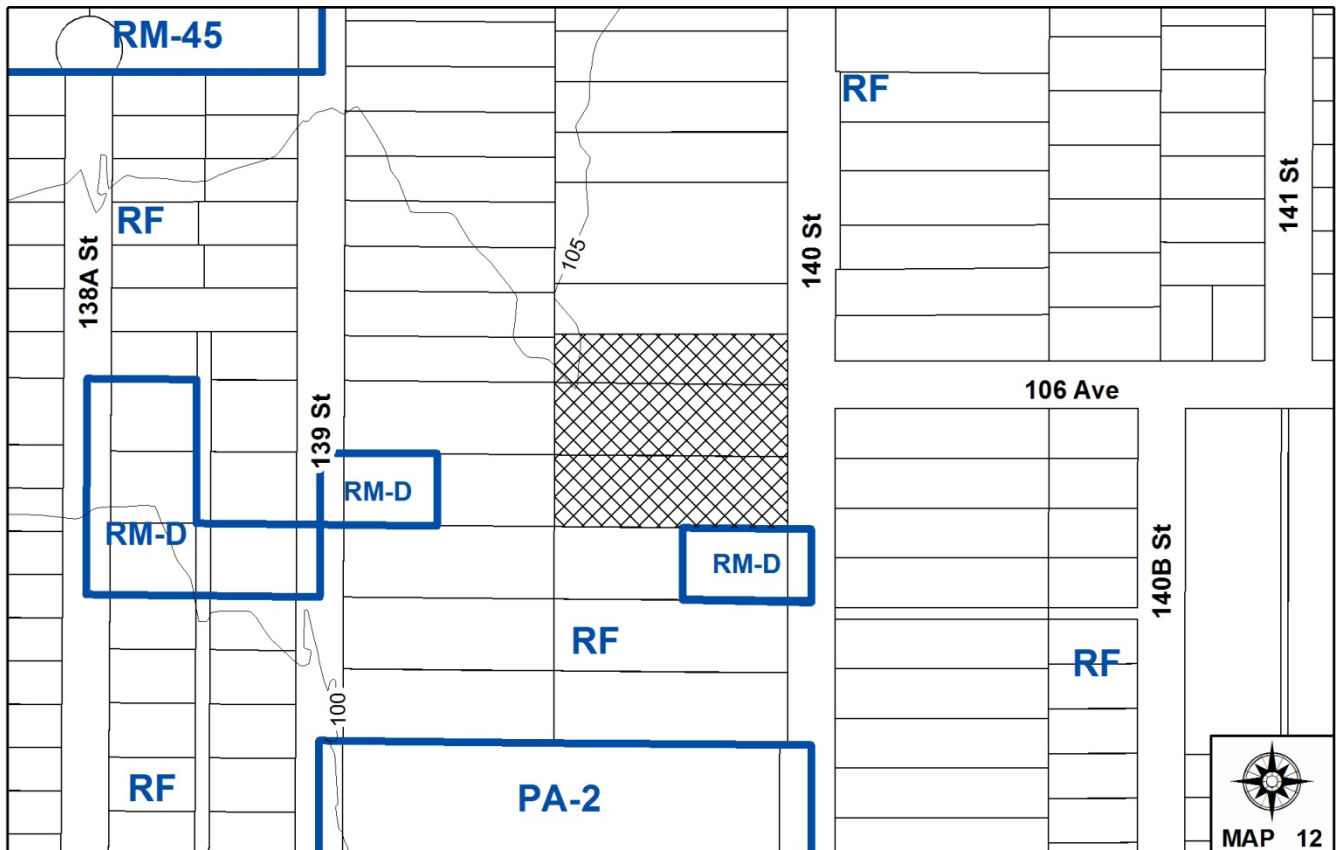 RM-45
RF
141 St
RF
140 St
138A St
105
106 Ave
139 St
RM-D
RM-D
RM-D
140B St
RF
RF
100
RF
PA-2
MAP 12